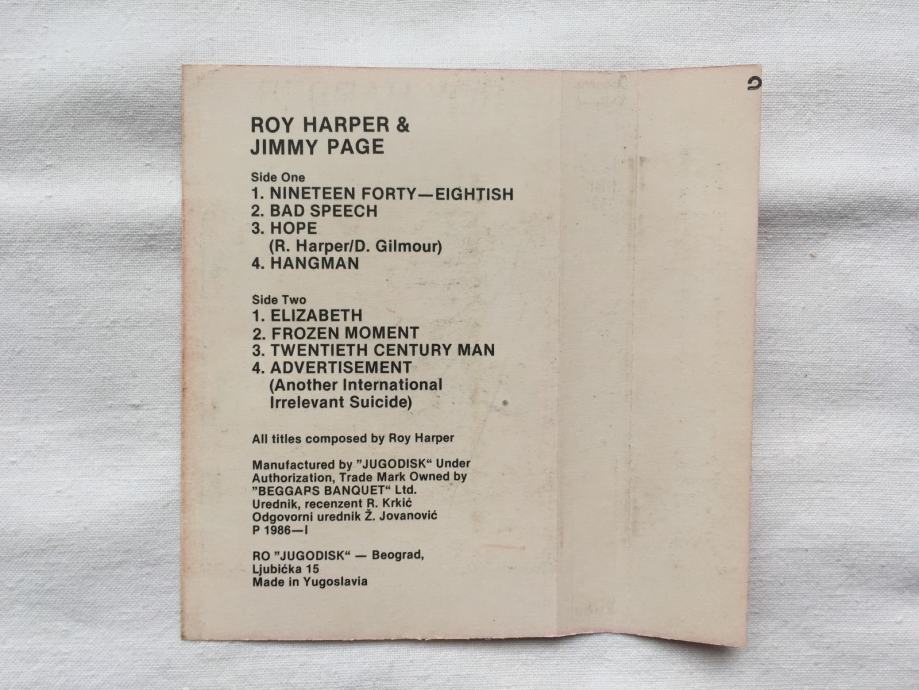 ROY HARPER &
JIMMY PAGE
Side One
1. NINETEEN FORTY—EIGHTISH
2. BAD SPEECH
3. HOPE
(R. Harper/D. Gilmour)
4. HANGMAN
Side Two
1. ELIZABETH
2. FROZEN MOMENT
3. TWENTIETH CENTURY MAN
4. ADVERTISEMENT
(Another International
Irrelevant Suicide)
All titles composed by Roy Harper
Manufactured by ”JUGODISK“ Under
Authorization, Trade Mark Owned by
”BEGGAPS BANQUET“ Ltd.
Urednik, recenzent R. Krkić
Odgovorni urednik Ž. Jovanović
P 1986—I
RO ”JUGODISK“ — Beograd,
Ljubićka 15
Made in Yugoslavia